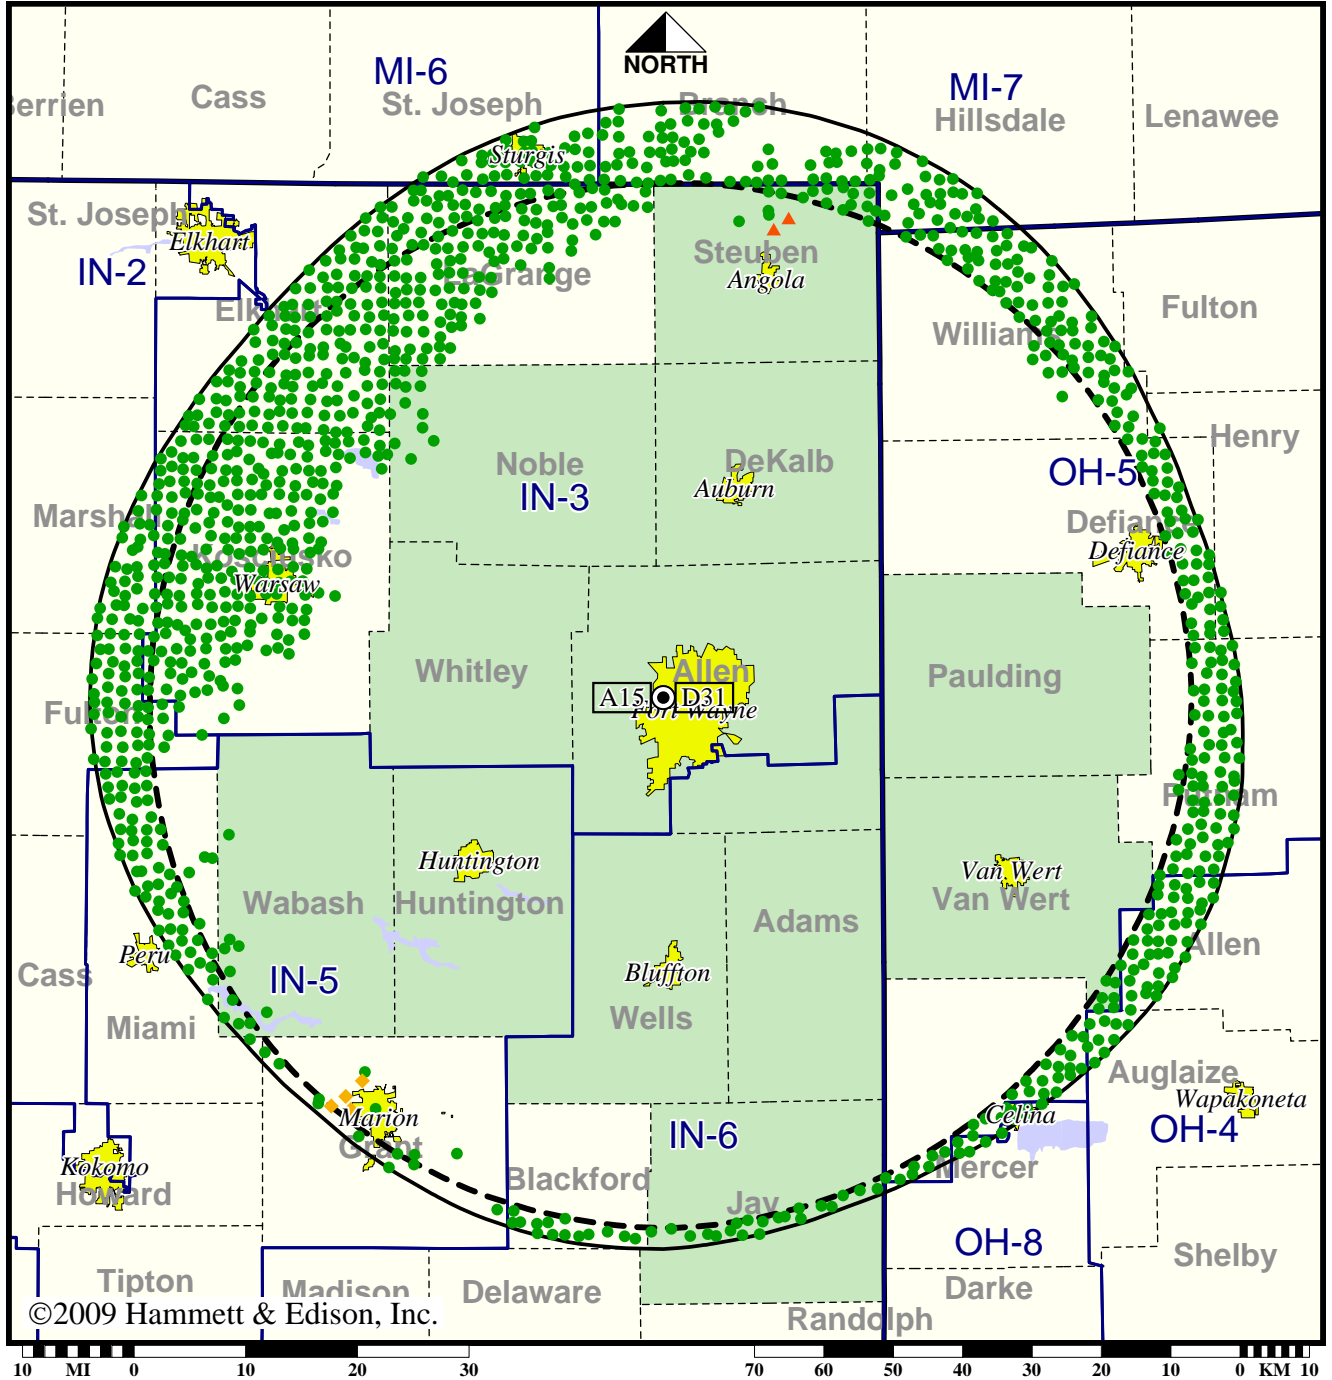 MI-6
NORTH
MI-7
Berrien
Cass
St. Joseph
Branch
Hillsdale
Lenawee
Sturgis
St. Joseph
Elkhart
IN-2
LaGrange
Steuben
Angola
Elkhart
Williams
Fulton
Henry
Noble
DeKalb
IN-3
Auburn
OH-5
Marshall
Defiance
Defiance
Kosciusko
Warsaw
Whitley
Allen
Paulding
A15
D31
Fort Wayne
Fulton
Putnam
Huntington
Van Wert
Van Wert
Wabash
Huntington
Adams
Allen
Peru
Cass
IN-5
Bluffton
Wells
Miami
Auglaize
Wapakoneta
Marion
Celina
OH-4
IN-6
Grant
Kokomo
Howard
Blackford
Mercer
Jay
OH-8
Shelby
Tipton
Madison
Delaware
Darke
©2009 Hammett & Edison, Inc.
Randolph
10 MI 0 10 20 30
70 60 50 40 30 20 10 0 KM 10